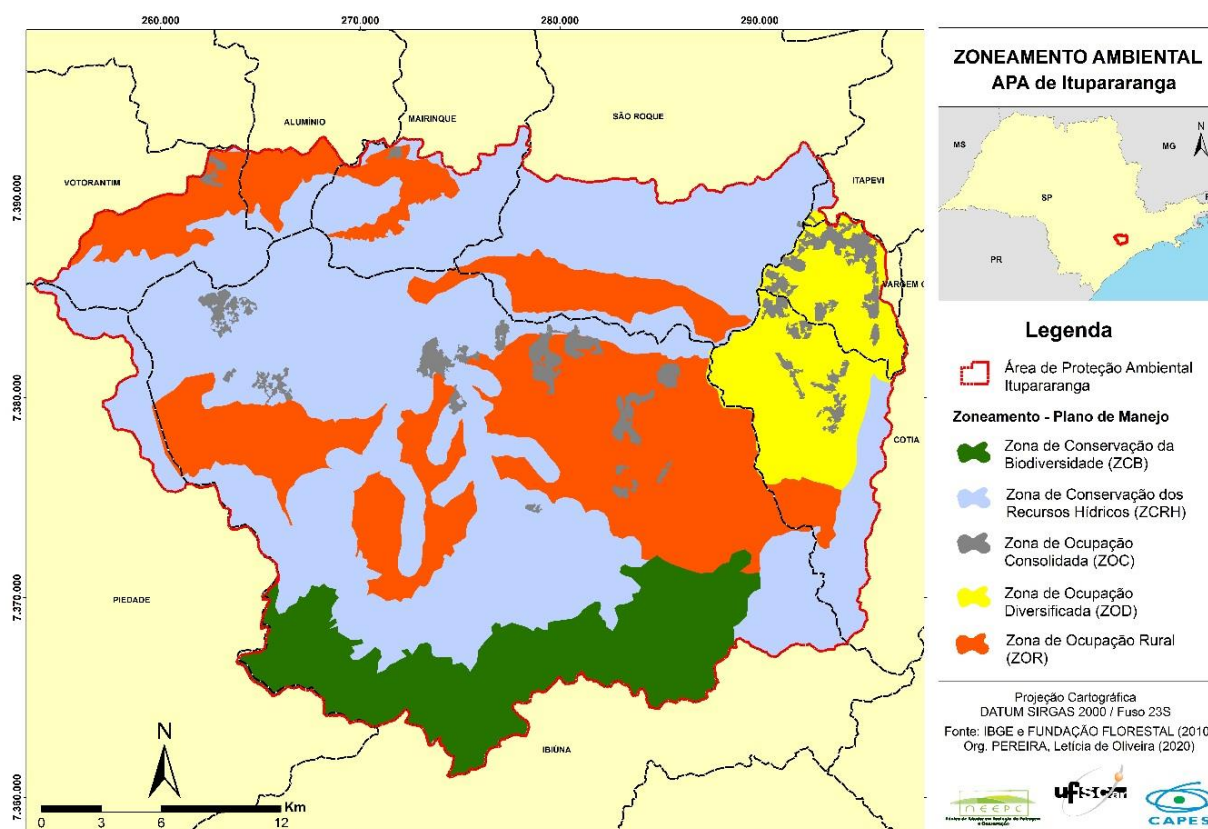 260.000
270.000
280.000
290.000
7.390.000
7.380.000
7.370.000
7.360.000
VOTORANTIM
ALUMÍNIO
MAIRINQUE
SÃO ROQUE
ITAPEVI
VARGEM G
COTIA
PIEDADE
IBIÚNA
N
Km
0 3 6 12
ZONEAMENTO AMBIENTAL
APA de Itupararanga
MS
MG
N
SP
PR
Legenda
Área de Proteção Ambiental
Itupararanga
Zoneamento - Plano de Manejo
Zona de Conservação da
Biodiversidade (ZCB)
Zona de Conservação dos
Recursos Hídricos (ZCRH)
Zona de Ocupação
Consolidada (ZOC)
Zona de Ocupação
Diversificada (ZOD)
Zona de Ocupação Rural
(ZOR)
Projeção Cartográfica
DATUM SIRGAS 2000 / Fuso 23S
Fonte: IBGE e FUNDAÇÃO FLORESTAL (2010
Org. PEREIRA, Letícia de Oliveira (2020)
NEEPC
ufscar
CAPES